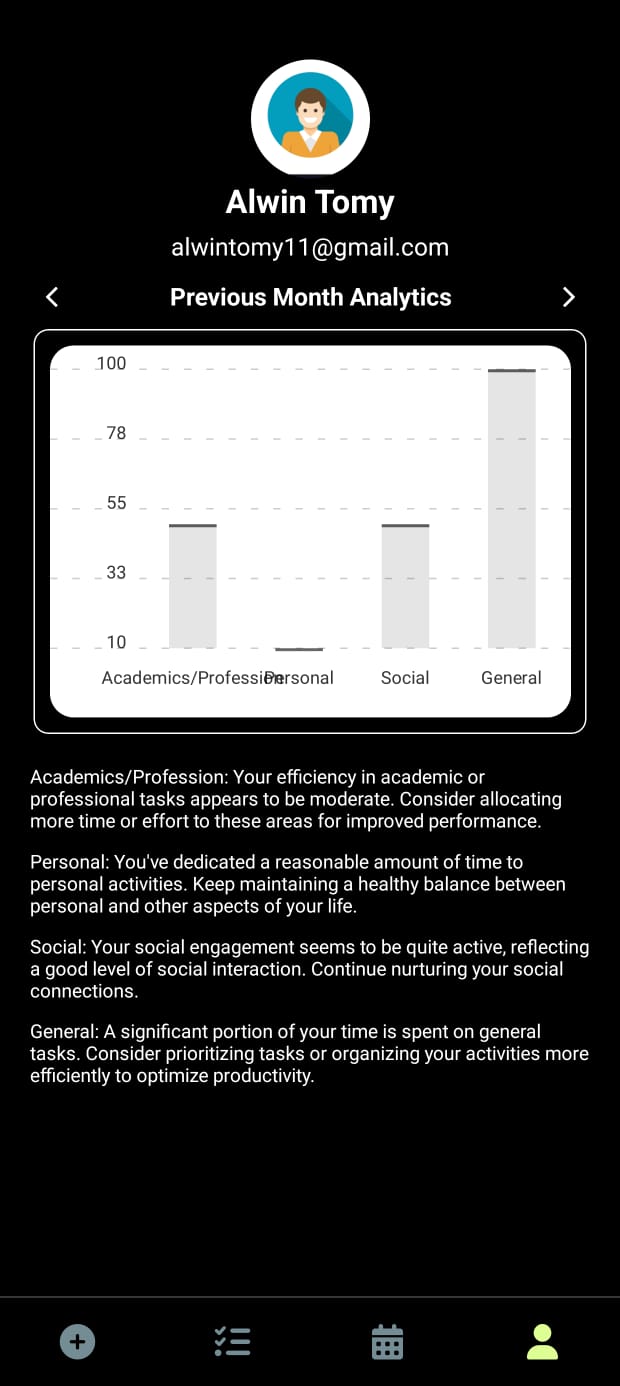 Alwin Tomy
alwintomy11@gmail.com
Previous Month Analytics
100
78
55
33
10
Academics/Profession
Personal
Social
General
Academics/Profession: Your efficiency in academic or
professional tasks appears to be moderate. Consider allocating
more time or effort to these areas for improved performance.
Personal: You've dedicated a reasonable amount of time to
personal activities. Keep maintaining a healthy balance between
personal and other aspects of your life.
Social: Your social engagement seems to be quite active, reflecting
a good level of social interaction. Continue nurturing your social
connections.
General: A significant portion of your time is spent on general
tasks. Consider prioritizing tasks or organizing your activities more
efficiently to optimize productivity.